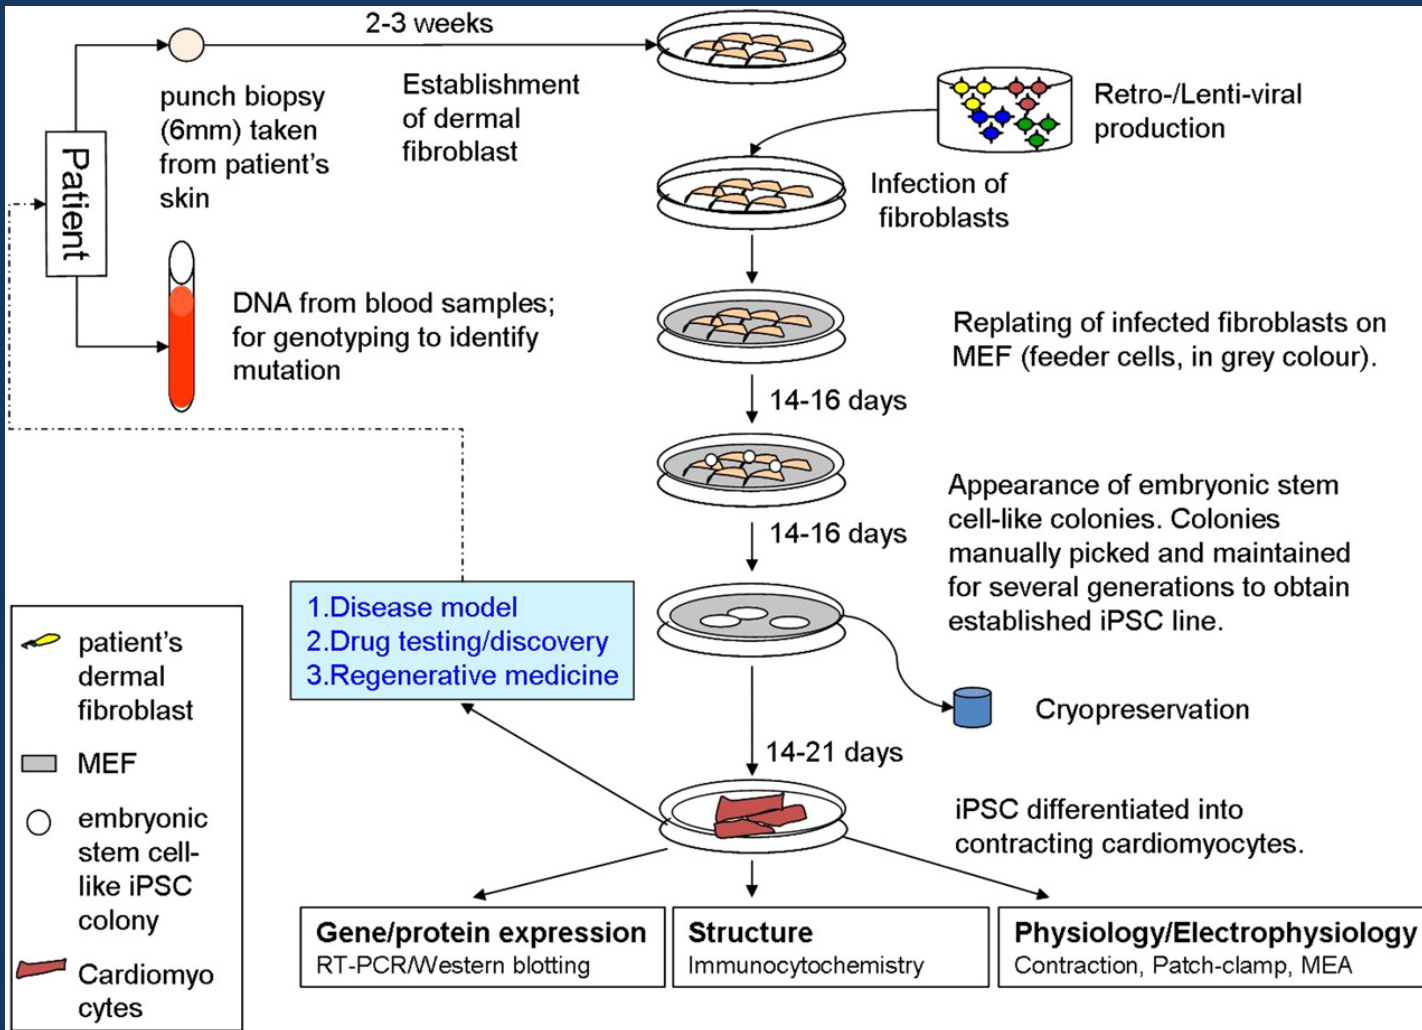 2-3 weeks
punch biopsy
(6mm) taken
from patient's
skin
Establishment
of dermal
fibroblast
Retro-/Lenti-viral
production
Patient
Infection of
fibroblasts
DNA from blood samples;
for genotyping to identify
mutation
Replating of infected fibroblasts on
MEF (feeder cells, in grey colour).
14-16 days
Appearance of embryonic stem
cell-like colonies. Colonies
manually picked and maintained
for several generations to obtain
established iPSC line.
14-16 days
1.Disease model
2.Drug testing/discovery
3.Regenerative medicine
Cryopreservation
14-21 days
iPSC differentiated into
contracting cardiomyocytes.
patient's
dermal
fibroblast
MEF
embryonic
stem cell-
like iPSC
colony
Cardiomyo
cytes
Gene/protein expression
RT-PCR/Western blotting
Structure
Immunocytochemistry
Physiology/Electrophysiology
Contraction, Patch-clamp, MEA